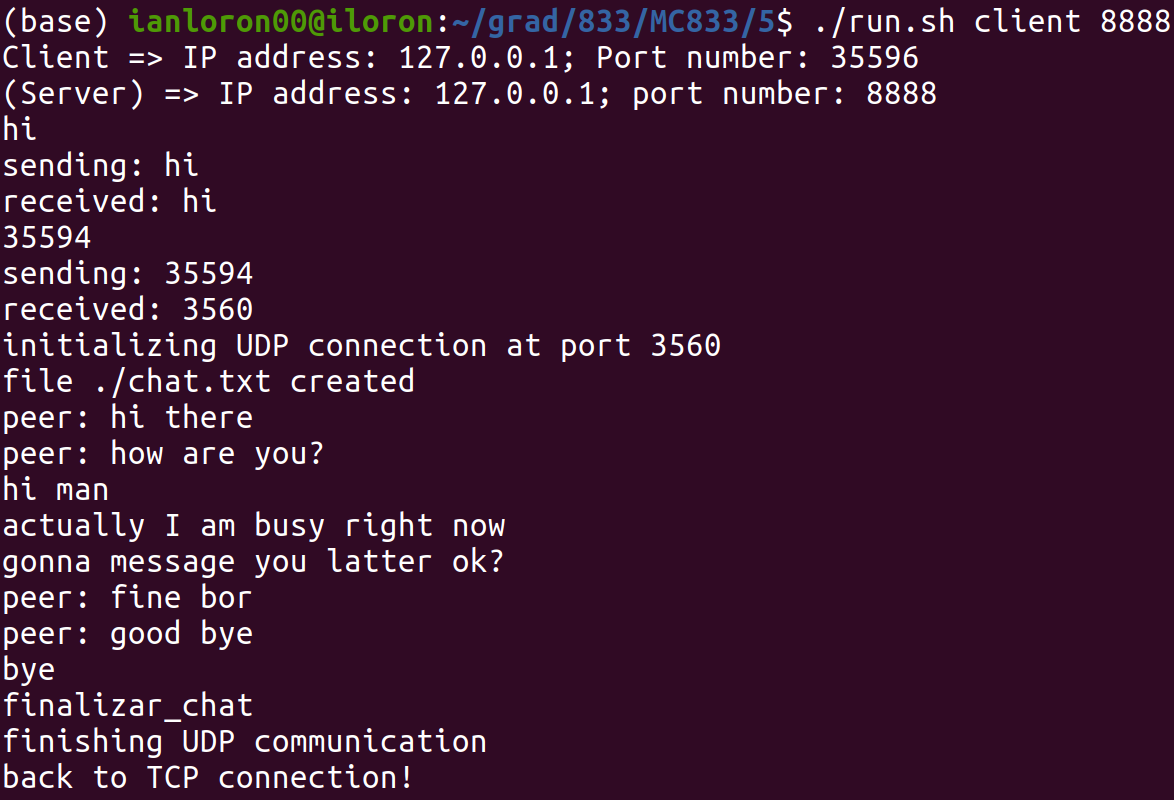 (base) ianloron00@iloron:~/grad/833/MC833/5$ ./run.sh client 8888
Client => IP address: 127.0.0.1; Port number: 35596
(Server) => IP address: 127.0.0.1; port number: 8888
hi
sending: hi
received: hi
35594
sending: 35594
received: 3560
initializing UDP connection at port 3560
file ./chat.txt created
peer: hi there
peer: how are you?
hi man
actually I am busy right now
gonna message you latter ok?
peer: fine bor
peer: good bye
bye
finalizar_chat
finishing UDP communication
back to TCP connection!